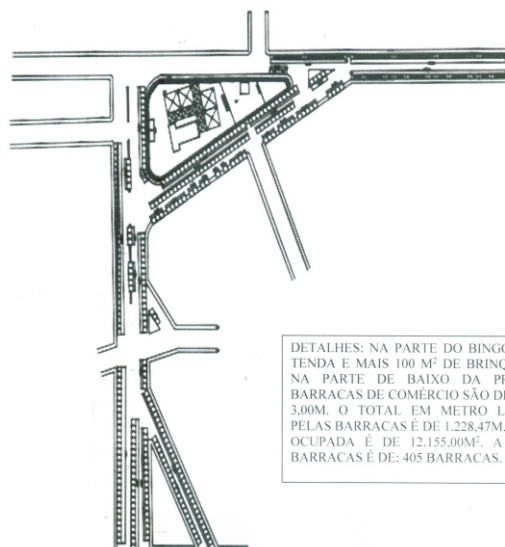 DETALHES: NA PARTE DO BINGO
TENDA E MAIS 100 M² DE BRINQ
NA PARTE DE BAIXO DA PR
BARRACAS DE COMÉRCIO SÃO DE
3,00M. O TOTAL EM METRO L
PELAS BARRACAS É DE 1.228,47M.
OCUPADA É DE 12.155,00M². A
BARRACAS É DE: 405 BARRACAS.